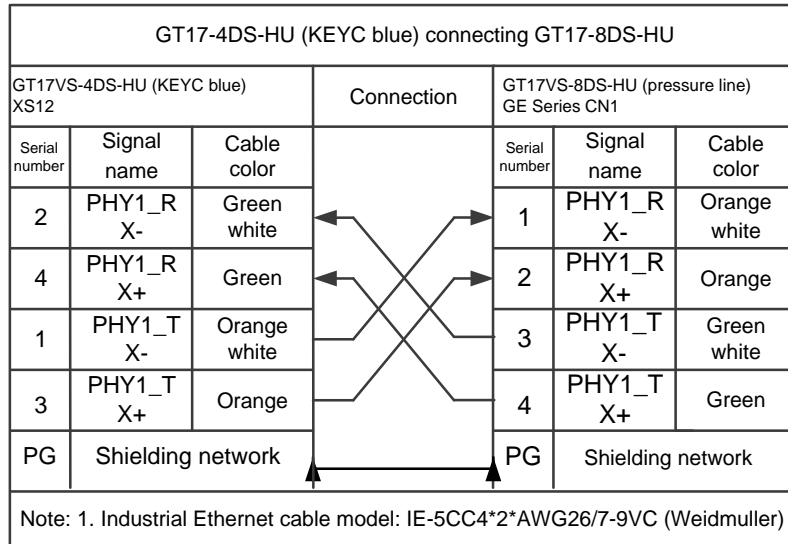 GT17-4DS-HU (KEYC blue) connecting GT17-8DS-HU
GT17VS-4DS-HU (KEYC blue)
XS12
Connection
GT17VS-8DS-HU (pressure line)
GE Series CN1
Serial
number
Signal
name
Cable
color
Serial
number
Signal
name
Cable
color
2
PHY1_R
X-
Green
white
1
PHY1_R
X-
Orange
white
4
PHY1_R
X+
Green
2
PHY1_R
X+
Orange
1
PHY1_T
X-
Orange
white
3
PHY1_T
X-
Green
white
3
PHY1_T
X+
Orange
4
PHY1_T
X+
Green
PG
Shielding network
PG
Shielding network
Note: 1. Industrial Ethernet cable model: IE-5CC4*2*AWG26/7-9VC (Weidmuller)